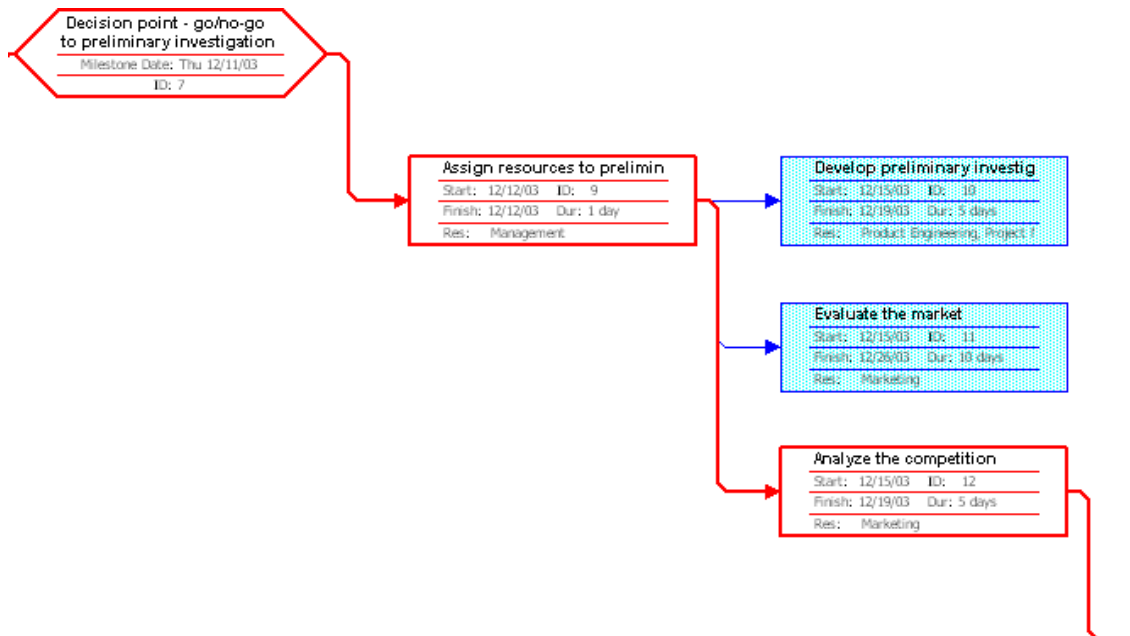 Decision point - go/no-go
to preliminary investigation
Milestone Date: Thu 12/11/03
ID: 7
Assign resources to prelimin
Start: 12/12/03 ID: 9
Finish: 12/12/03 Dur: 1 day
Res: Management
Develop preliminary investig
Start: 12/15/03 ID: 10
Finish: 12/19/03 Dur: 5 days
Res: Product Engineering, Project
Evaluate the market
Start: 12/15/03 ID: 11
Finish: 12/26/03 Dur: 10 days
Res: Marketing
Analyze the competition
Start: 12/15/03 ID: 12
Finish: 12/19/03 Dur: 5 days
Res: Marketing